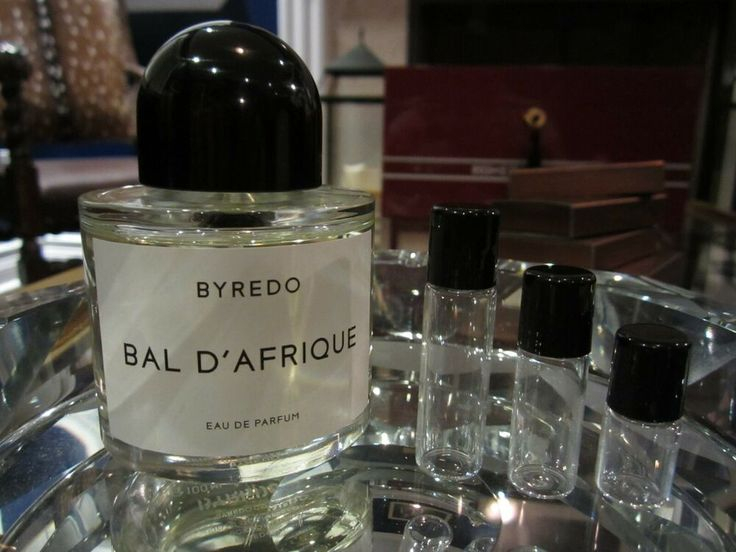 BYREDO
BAL D'AFRIQUE
EAU DE PARFUM